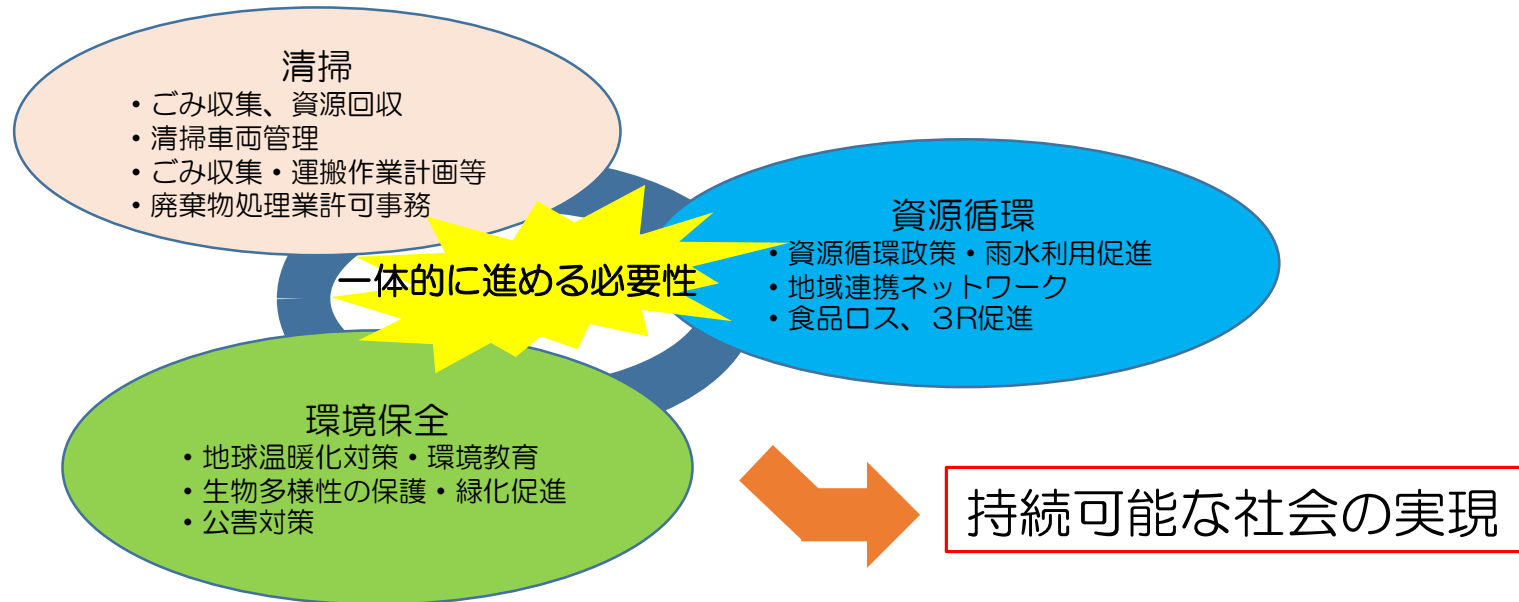 清掃
・ごみ収集、資源回収
・清掃車両管理
・ごみ収集・運搬作業計画等
・廃棄物処理業許可事務
一体的に進める必要性
資源循環
・資源循環政策・雨水利用促進
・地域連携ネットワーク
・食品ロス、３R促進
環境保全
・地球温暖化対策・環境教育
・生物多様性の保護・緑化促進
・公害対策
持続可能な社会の実現